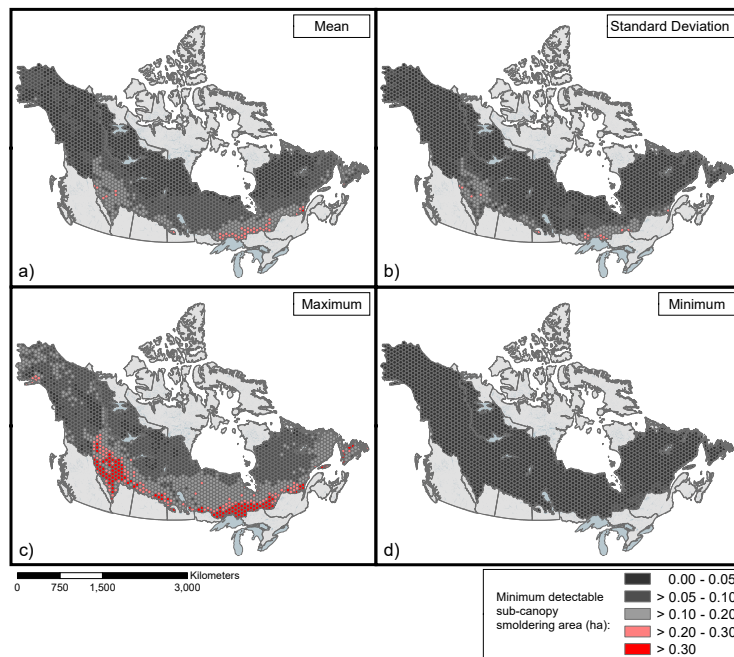 Mean
a)
Standard Deviation
b)
Maximum
c)
Minimum
d)
Kilometers
0 750 1,500 3,000
Minimum detectable
sub-canopy
smoldering area (ha):
0.00 - 0.05
> 0.05 - 0.10
> 0.10 - 0.20
> 0.20 - 0.30
> 0.30